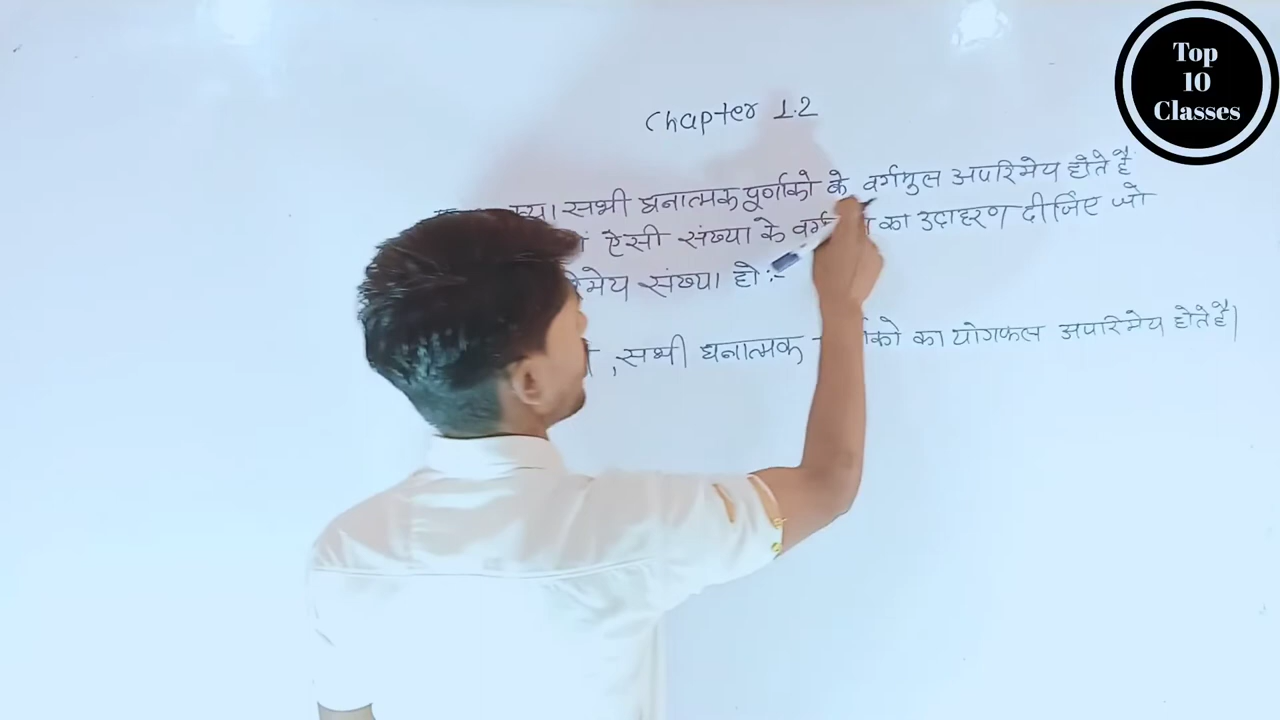 Chapter 1.2
सभी धनात्मक पूर्णाको के वर्गमुल अपरिमेय होते है
ऐसी संख्या के का उदाहरण दीजिए जो
संख्या हो :-
, सभी धनात्मक का योगफल अपरिमेय होते है।
Top
10
Classes